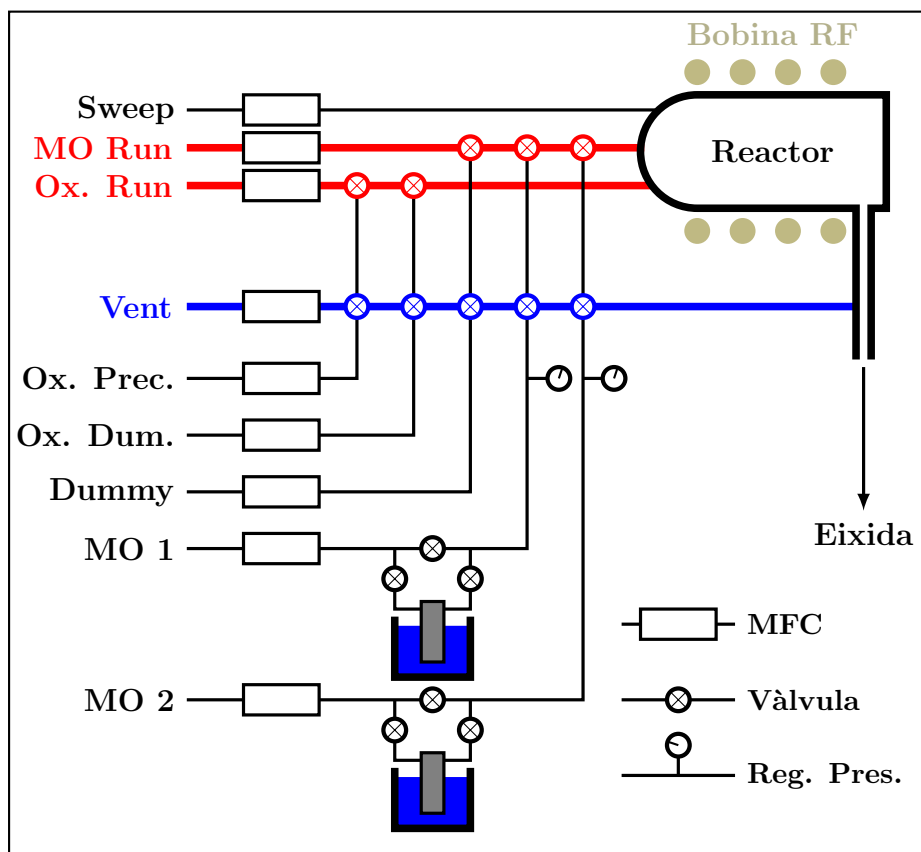 Bobina RF
Sweep
MO Run
Reactor
Ox. Run
Vent
Ox. Prec.
Ox. Dum.
Dummy
MO 1
Eixida
MFC
MO 2
Vàlvula
Reg. Pres.